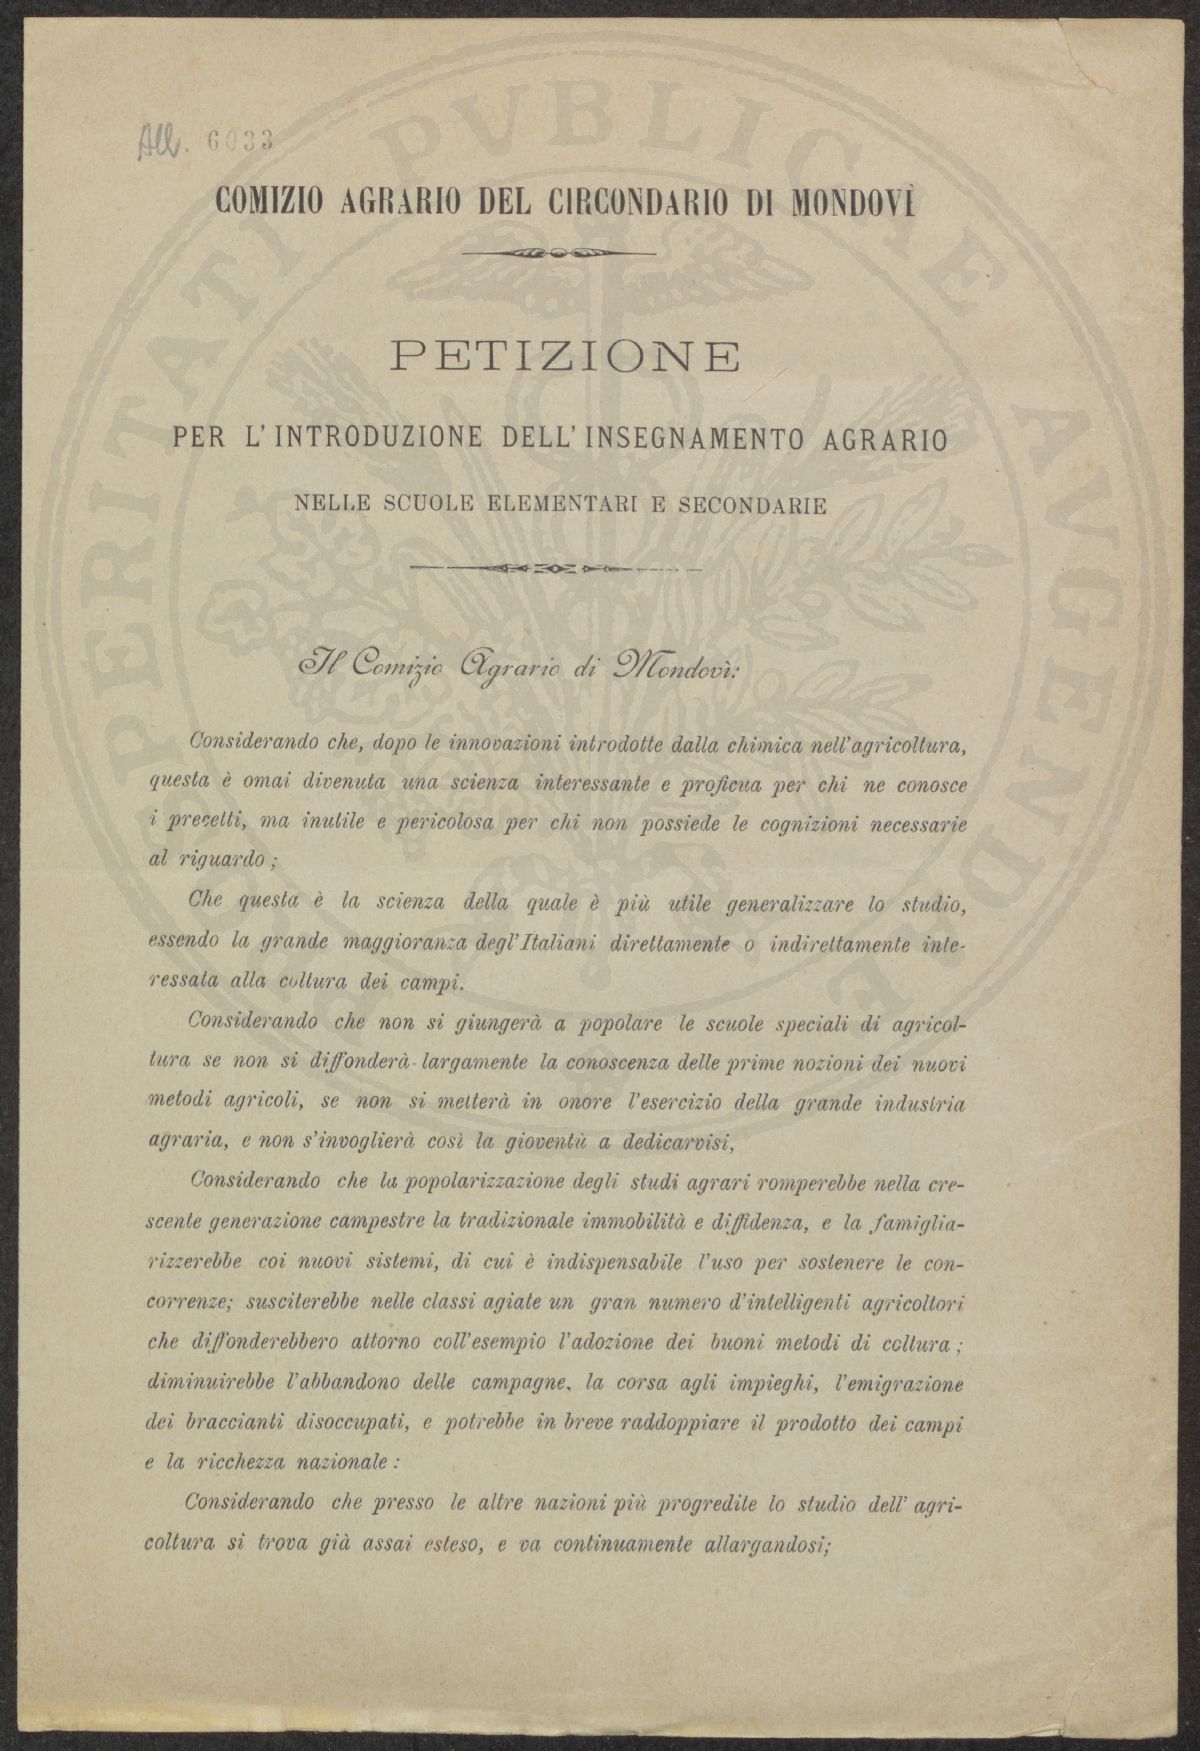 All. 6033
COMIZIO AGRARIO DEL CIRCONDARIO DI MONDOVÌ
PETIZIONE
PER L'INTRODUZIONE DELL'INSEGNAMENTO AGRARIO
NELLE SCUOLE ELEMENTARI E SECONDARIE
Il Comizio Agrario di Mondovì:
Considerando che, dopo le innovazioni introdotte dalla chimica nell'agricoltura,
questa è omai divenuta una scienza interessante e proficua per chi ne conosce
i precetti, ma inutile e pericolosa per chi non possiede le cognizioni necessarie
al riguardo;
Che questa è la scienza della quale è più utile generalizzare lo studio,
essendo la grande maggioranza degl'Italiani direttamente o indirettamente inte-
ressata alla coltura dei campi.
Considerando che non si giungerà a popolare le scuole speciali di agricol-
tura se non si diffonderà largamente la conoscenza delle prime nozioni dei nuovi
metodi agricoli, se non si metterà in onore l'esercizio della grande industria
agraria, e non s'invoglierà così la gioventù a dedicarvisi,
Considerando che la popolarizzazione degli studi agrari romperebbe nella cre-
scente generazione campestre la tradizionale immobilità e diffidenza, e la famiglia-
rizzerebbe coi nuovi sistemi, di cui è indispensabile l'uso per sostenere le con-
correnze; susciterebbe nelle classi agiate un gran numero d'intelligenti agricoltori
che diffonderebbero attorno coll'esempio l'adozione dei buoni metodi di coltura;
diminuirebbe l'abbandono delle campagne, la corsa agli impieghi, l'emigrazione
dei braccianti disoccupati, e potrebbe in breve raddoppiare il prodotto dei campi
e la ricchezza nazionale:
Considerando che presso le altre nazioni più progredite lo studio dell'agri-
coltura si trova già assai esteso, e va continuamente allargandosi;
PROSPERITATI PVBLICAE AVGENDAE